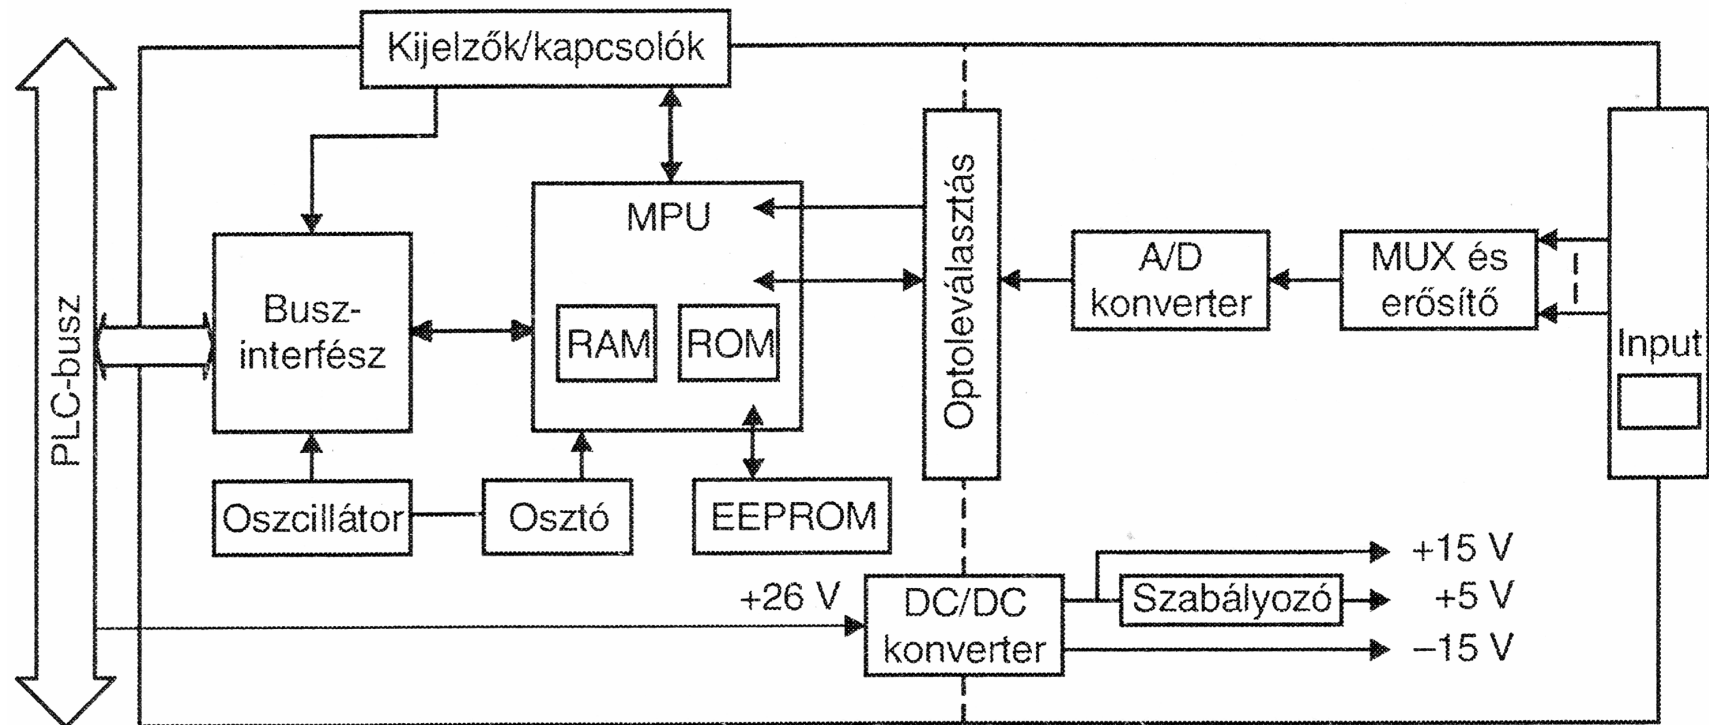 Kijelzők/kapcsolók
PLC-busz
Busz-
interfész
MPU
RAM
ROM
Optoleválasztás
A/D
konverter
MUX és
erősítő
Input
Oszcillátor
Osztó
EEPROM
+26 V
DC/DC
konverter
Szabályozó
+15 V
+5 V
–15 V